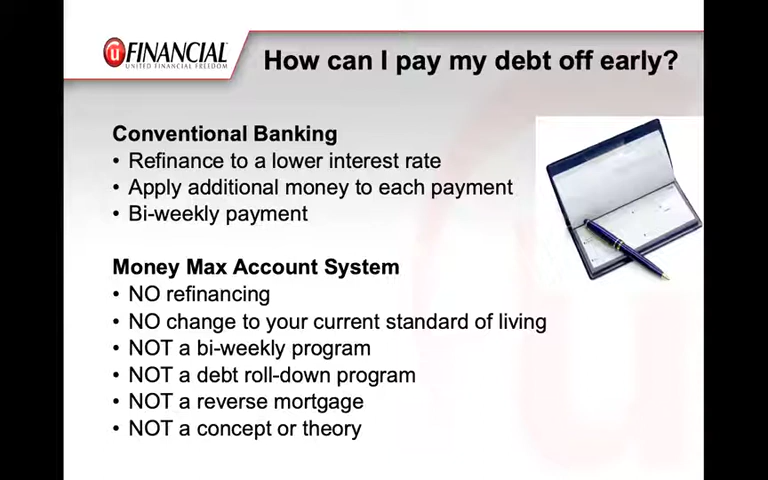 u FINANCIAL
UNITED FINANCIAL FREEDOM
How can I pay my debt off early?
Conventional Banking
• Refinance to a lower interest rate
• Apply additional money to each payment
• Bi-weekly payment
Money Max Account System
• NO refinancing
• NO change to your current standard of living
• NOT a bi-weekly program
• NOT a debt roll-down program
• NOT a reverse mortgage
• NOT a concept or theory